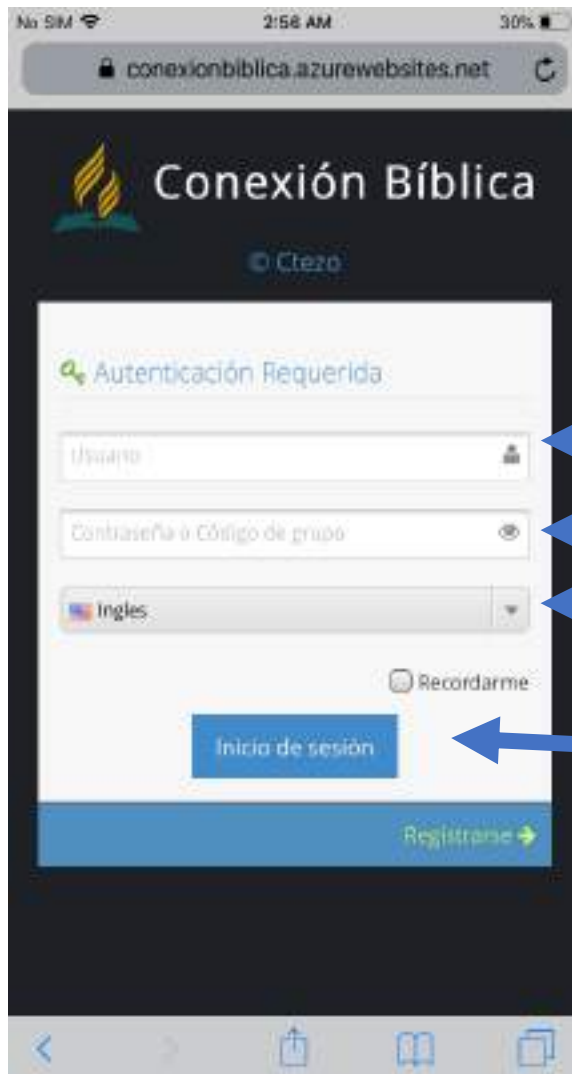 No SIM 2:56 AM 30%
conexionbiblica.azurewebsites.net
Conexión Bíblica
© Ctezo
Autenticación Requerida
Usuario
Contraseña o Código de grupo
Ingles
Recordarme
Inicio de sesión
Registrarse